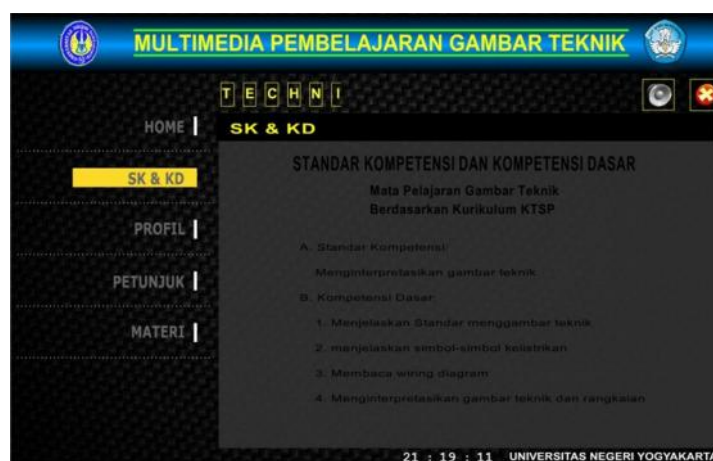 MULTIMEDIA PEMBELAJARAN GAMBAR TEKNIK
T E C H N I
HOME
SK & KD
SK & KD
PROFIL
PETUNJUK
MATERI
STANDAR KOMPETENSI DAN KOMPETENSI DASAR
Mata Pelajaran Gambar Teknik
Berdasarkan Kurikulum KTSP
A. Standar Kompetensi:
Menginterpretasikan gambar teknik
B. Kompetensi Dasar:
1. Menjelaskan Standar menggambar teknik
2. manjelaskan simbol-simbol kelistrikan
3. Membaca wiring diagram
4. Menginterpretasikan gambar teknik dan rangkaian
21 : 19 : 11 UNIVERSITAS NEGERI YOGYAKARTA